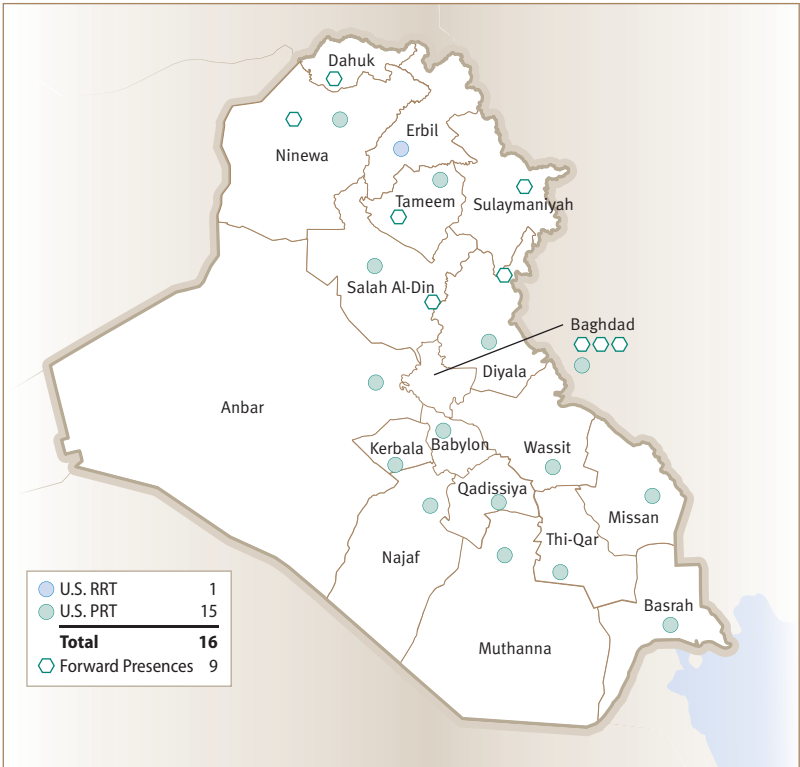 Dahuk
Erbil
Ninewa
Tameem
Sulaymaniyah
Salah Al-Din
Baghdad
Diyala
Anbar
Kerbala
Babylon
Wassit
Qadissiya
Missan
Thi-Qar
Najaf
Basrah
Muthanna
U.S. RRT 1
U.S. PRT 15
Total 16
Forward Presences 9